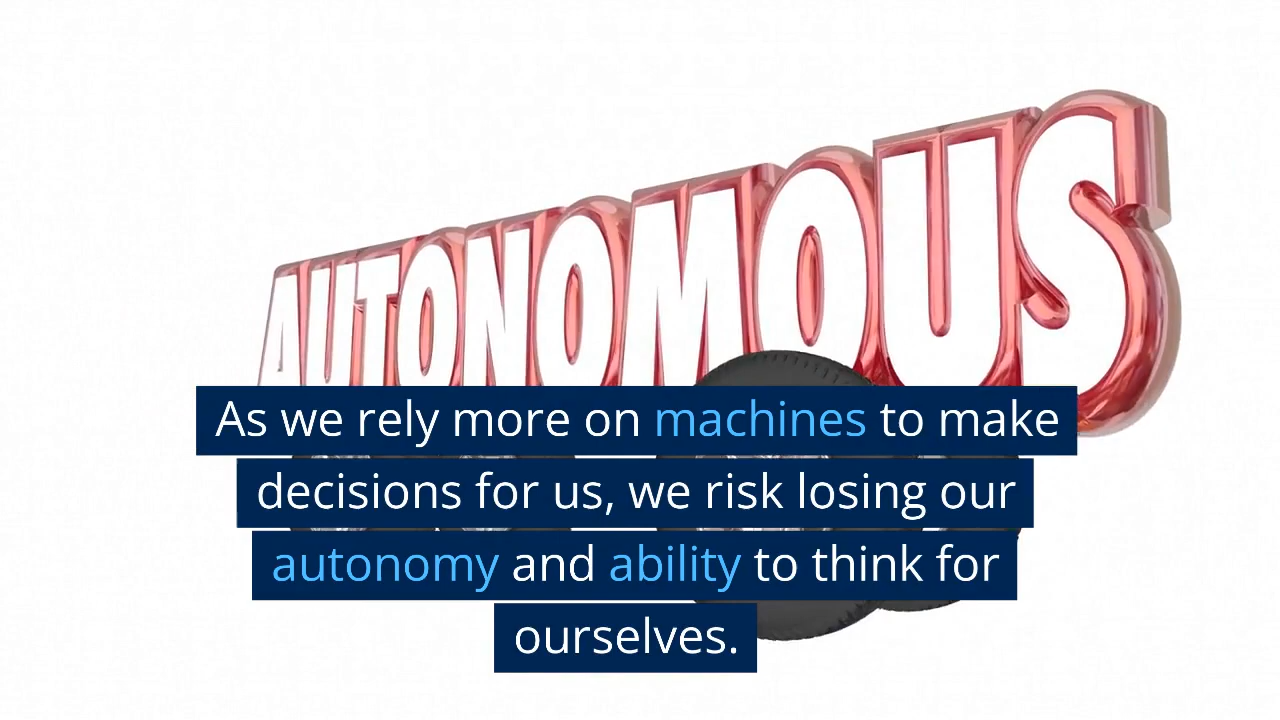 AUTONOMOUS
As we rely more on machines to make
decisions for us, we risk losing our
autonomy and ability to think for
ourselves.